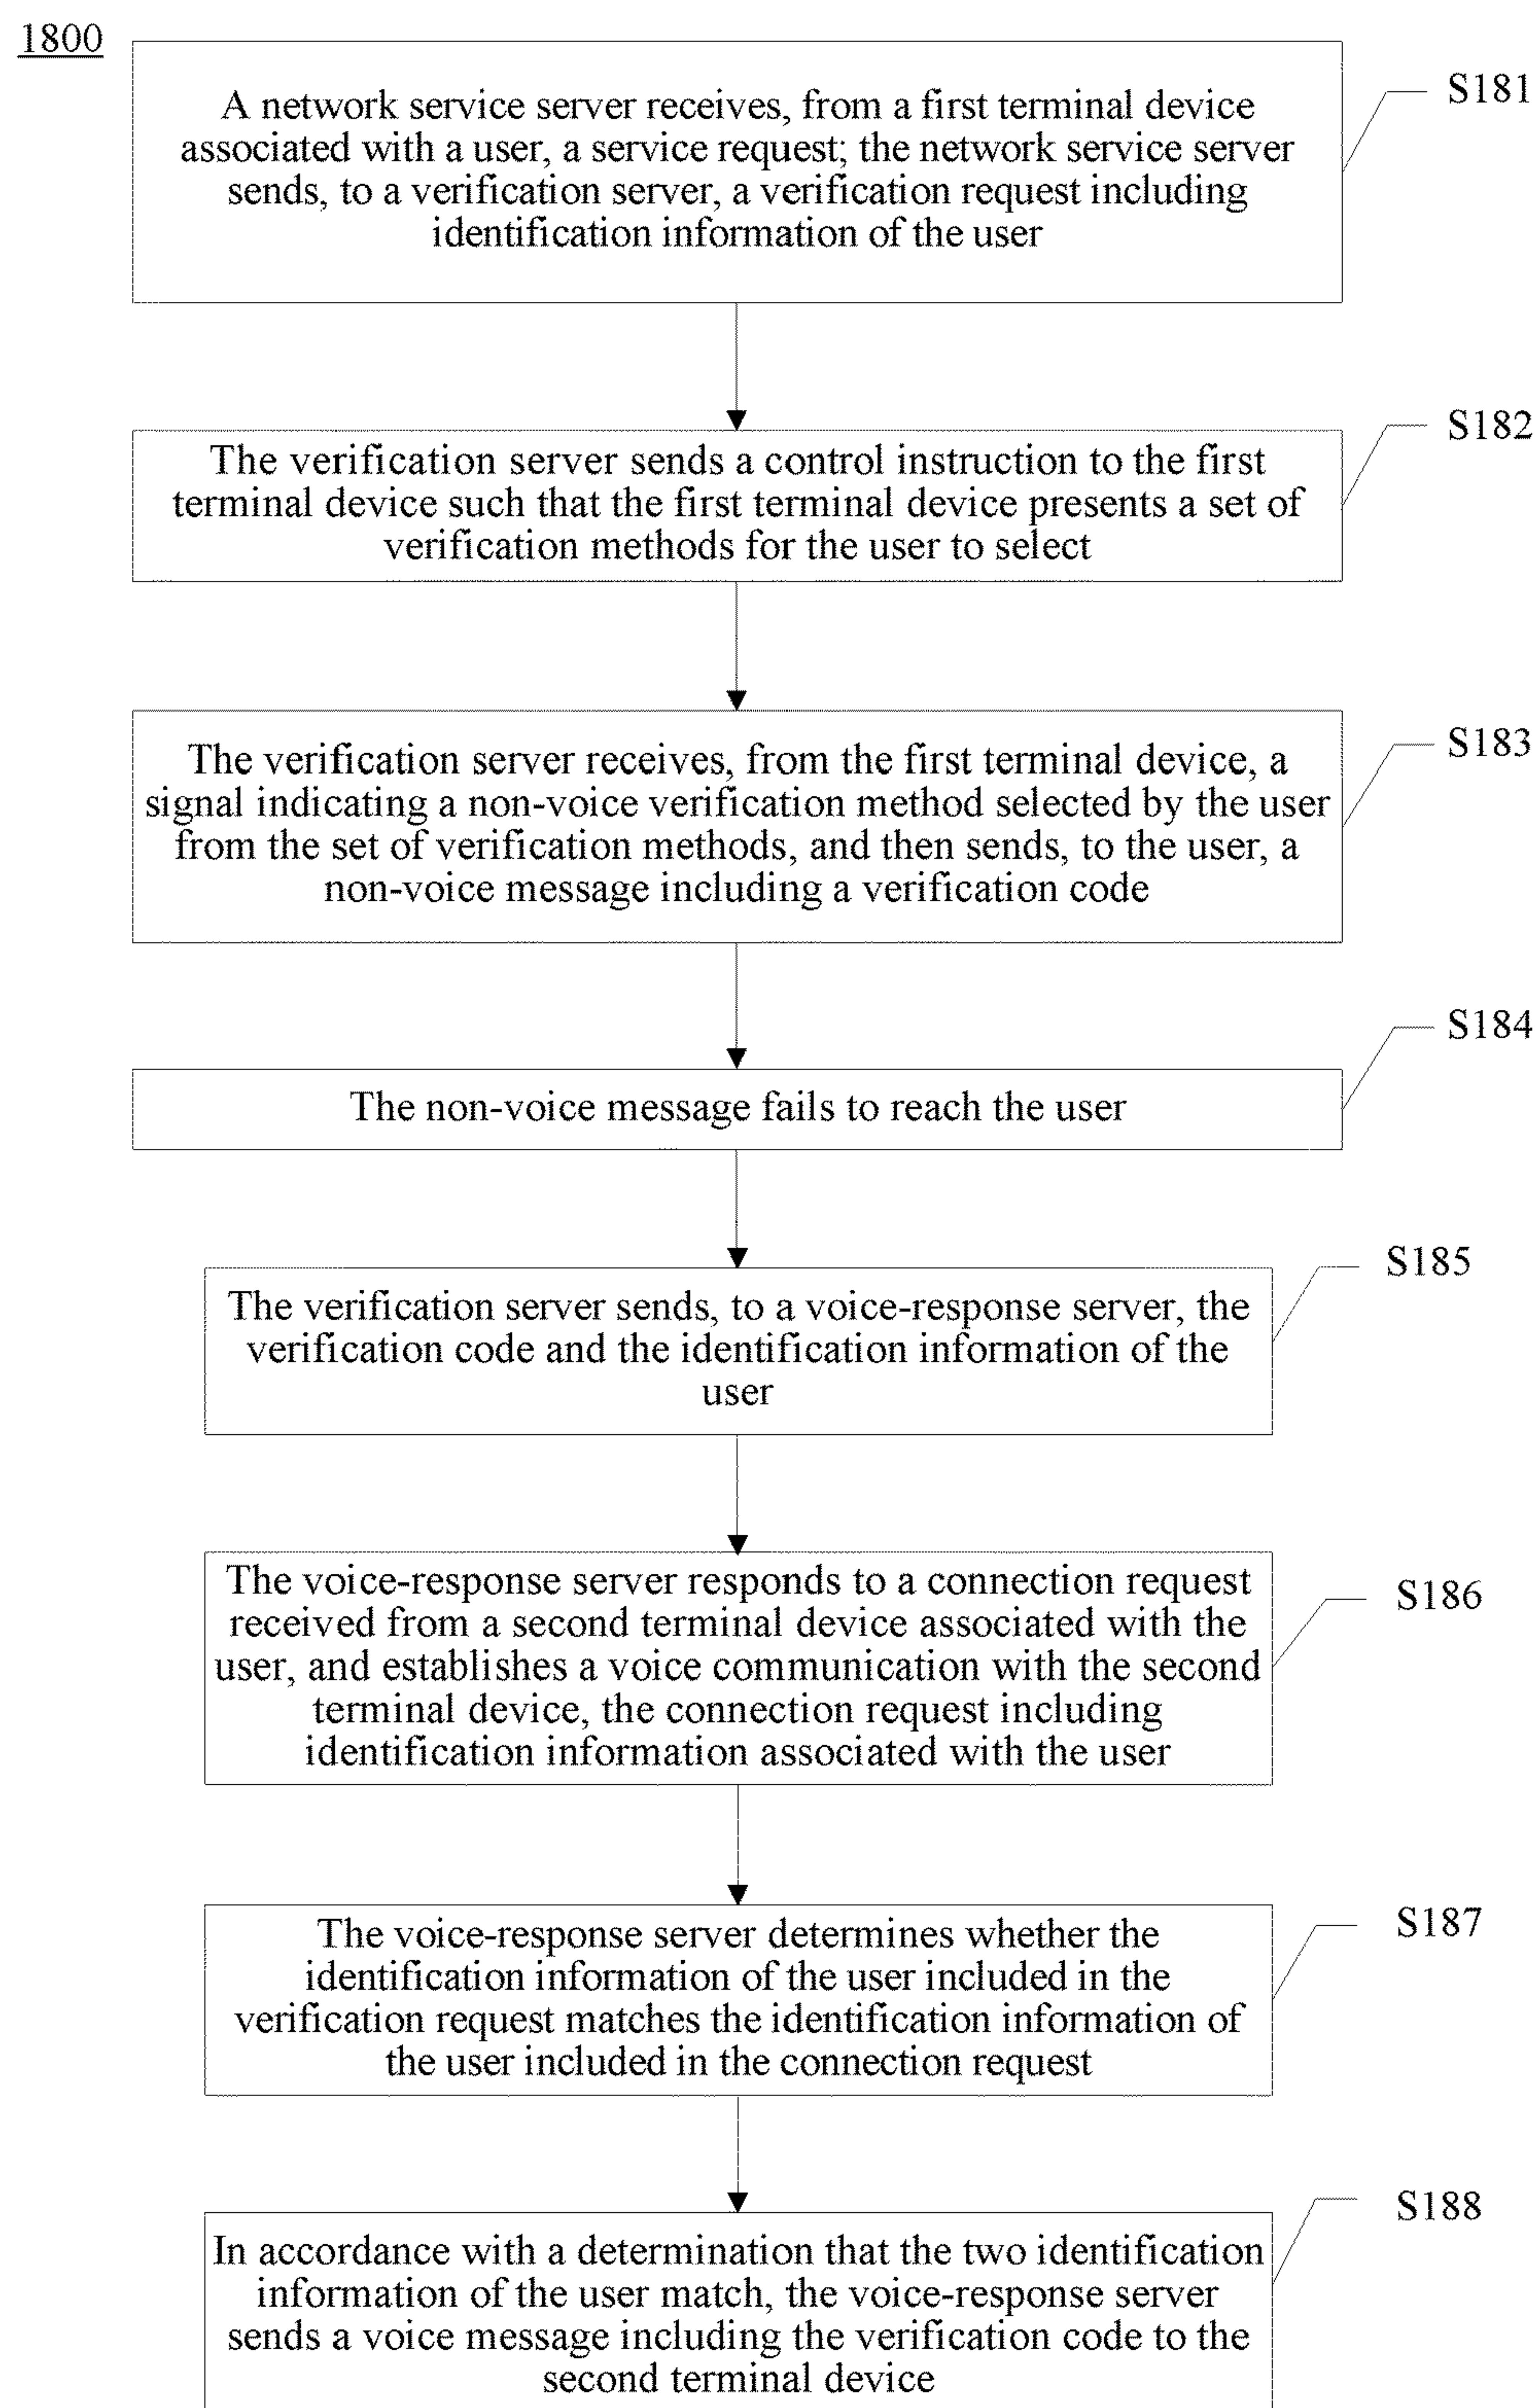 1800
S181
A network service server receives, from a first terminal device
associated with a user, a service request; the network service server
sends, to a verification server, a verification request including
identification information of the user
S182
The verification server sends a control instruction to the first
terminal device such that the first terminal device presents a set of
verification methods for the user to select
S183
The verification server receives, from the first terminal device, a
signal indicating a non-voice verification method selected by the user
from the set of verification methods, and then sends, to the user, a
non-voice message including a verification code
S184
The non-voice message fails to reach the user
S185
The verification server sends, to a voice-response server, the
verification code and the identification information of the
user
S186
The voice-response server responds to a connection request
received from a second terminal device associated with the
user, and establishes a voice communication with the second
terminal device, the connection request including
identification information associated with the user
S187
The voice-response server determines whether the
identification information of the user included in the
verification request matches the identification information of
the user included in the connection request
S188
In accordance with a determination that the two identification
information of the user match, the voice-response server
sends a voice message including the verification code to the
second terminal device